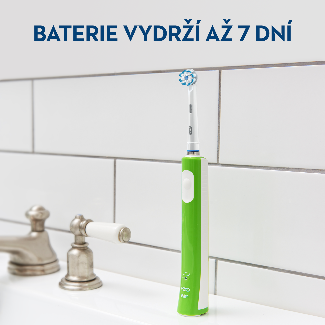 BATERIE VYDRŽÍ AŽ 7 DNÍ